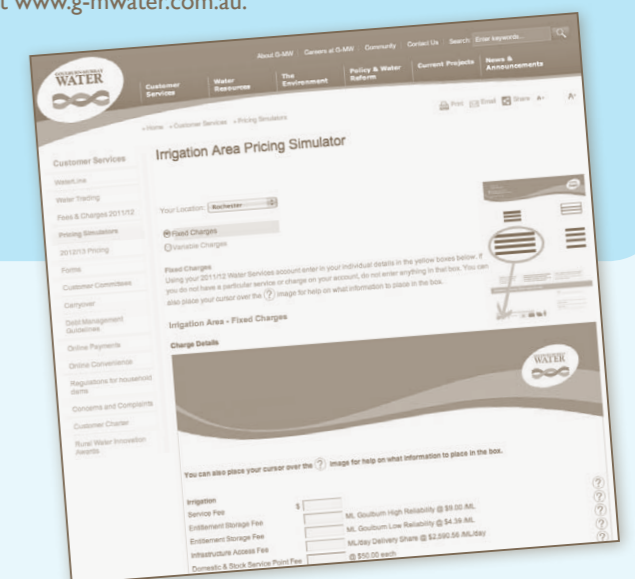 t www.g-mwater.com.au.
About G-MW Careers at G-MW Community Contact Us Search Enter keywords...
GOULBURN-MURRAY
WATER
Customer Services
Water Resources
The Environment
Policy & Water Reform
Current Projects
News & Announcements
Home Customer Services Pricing Simulators
Print Email Share A- A+
Customer Services
WaterLine
Water Trading
Fees & Charges 2011/12
Pricing Simulators
2012/13 Pricing
Forms
Customer Committees
Carryover
Debt Management
Guidelines
Online Payments
Online Convenience
Regulations for household
dams
Concerns and Complaints
Customer Charter
Rural Water Innovation
Awards
Irrigation Area Pricing Simulator
Your Location: Rochester
Fixed Charges
Variable Charges
Fixed Charges
Using your 2011/12 Water Services account enter in your individual details in the yellow boxes below. If
you do not have a particular service or charge on your account, do not enter anything in that box. You can
also place your cursor over the ? image for help on what information to place in the box.
Irrigation Area - Fixed Charges
Charge Details
WATER
You can also place your cursor over the ? image for help on what information to place in the box.
Irrigation
Service Fee $ ?
Entitlement Storage Fee ML Goulburn High Reliability @ $9.00 /ML ?
Entitlement Storage Fee ML Goulburn Low Reliability @ $4.39 /ML ?
Infrastructure Access Fee ML/day Delivery Share @ $2,590.56 /ML/day ?
Domestic & Stock Service Point Fee @ $50.00 each ?